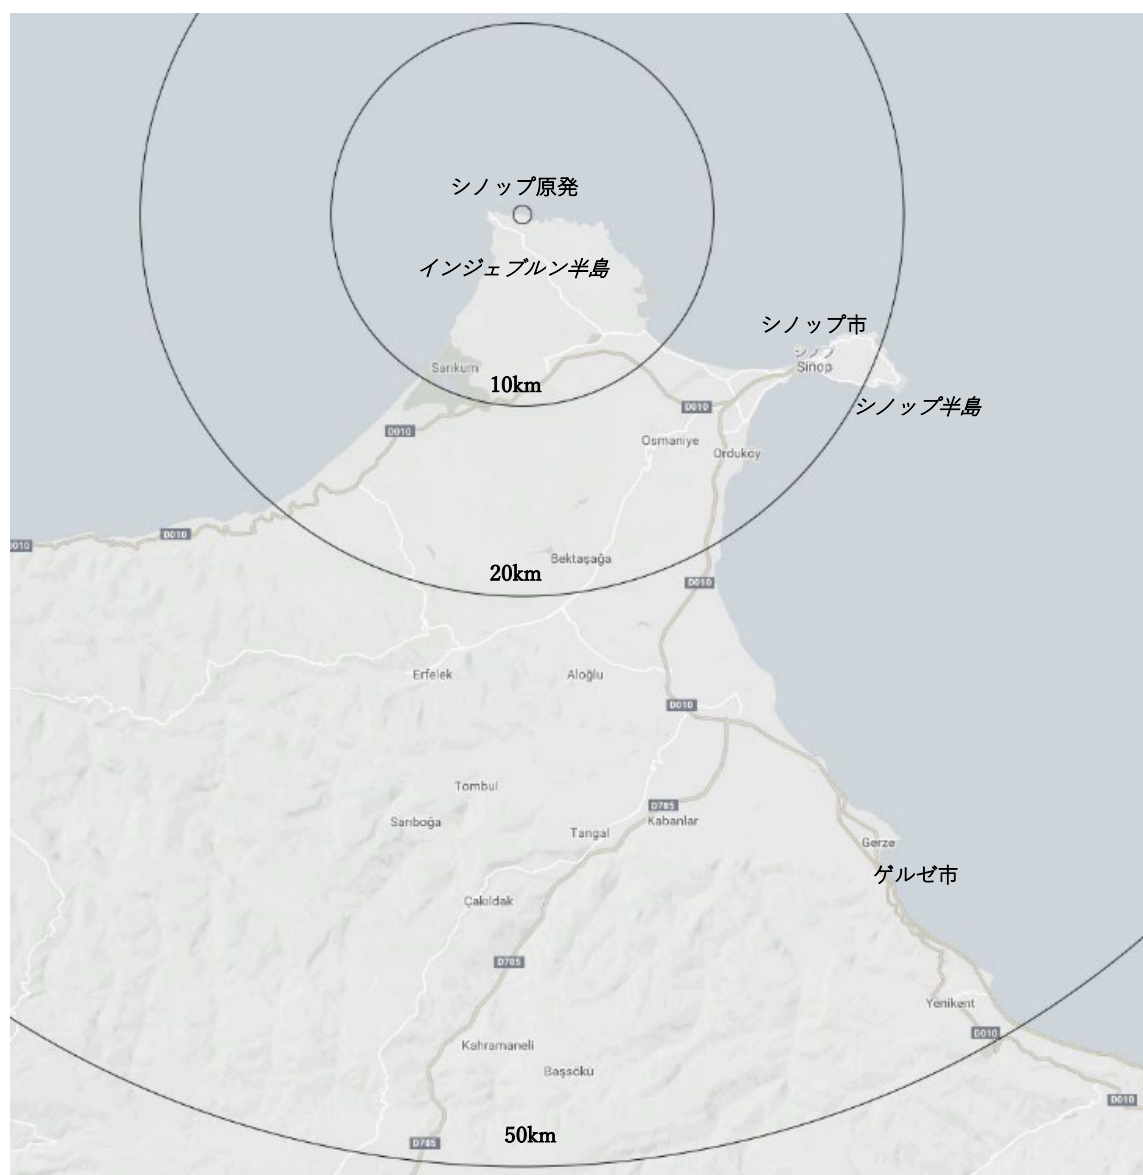 シノップ原発
インジェブルン半島
シノップ市
シノプ
Sinop
Sarıkum
10km
シノップ半島
D010
D010
Osmaniye
Ordukoy
D010
D010
Bektaşağa
20km
D010
Erfelek
Aloğlu
D010
Tombul
D785
Sarıboğa
Kabanlar
Tangal
Gerze
ゲルゼ市
Çakıldak
D785
Yenikent
D010
Kahramaneli
Başsökü
D010
50km
D785